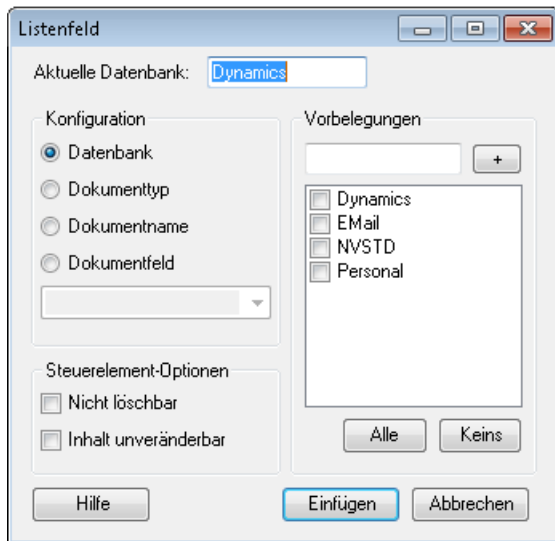 Listenfeld
Aktuelle Datenbank: Dynamics
Konfiguration
Datenbank
Dokumenttyp
Dokumentname
Dokumentfeld
Steuerelement-Optionen
Nicht löschbar
Inhalt unveränderbar
Vorbelegungen
+
Dynamics
EMail
NVSTD
Personal
Alle Keins
Hilfe Einfügen Abbrechen